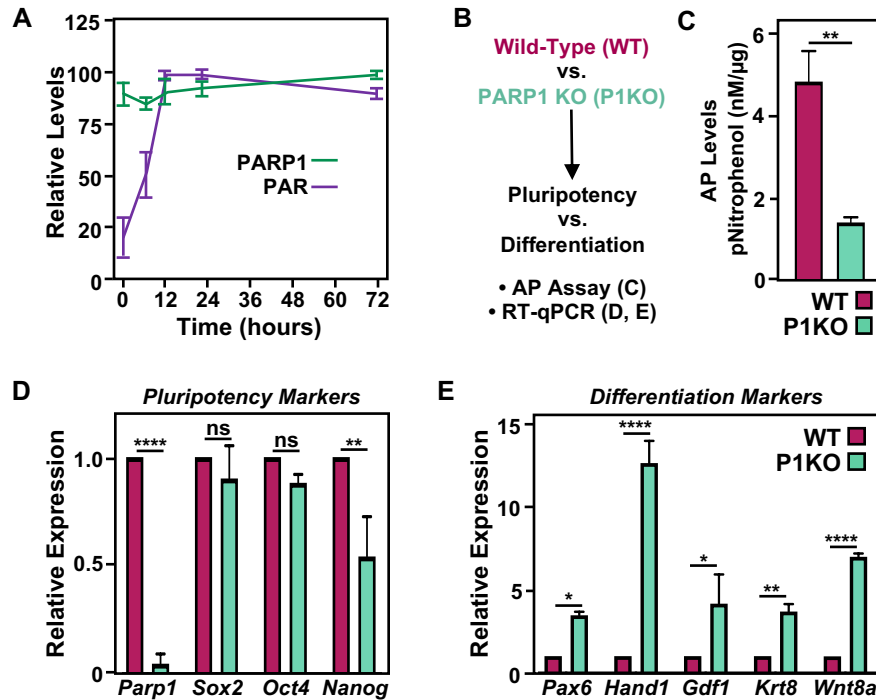 A
Relative Levels
125
100
75
50
20
0
PARP1
PAR
0 12 24 36 48 60 72
Time (hours)
B
Wild-Type (WT)
vs.
PARP1 KO (P1KO)
Pluripotency
vs.
Differentiation
• AP Assay (C)
• RT-qPCR (D, E)
C
AP Levels
pNitrophenol (nM/µg)
6
4
2
0
**
WT
P1KO
D
Pluripotency Markers
Relative Expression
1.0
0.5
0
**** ns ns **
Parp1 Sox2 Oct4 Nanog
E
Differentiation Markers
Relative Expression
15
10
5
0
* **** * ** ****
WT
P1KO
Pax6 Hand1 Gdf1 Krt8 Wnt8a